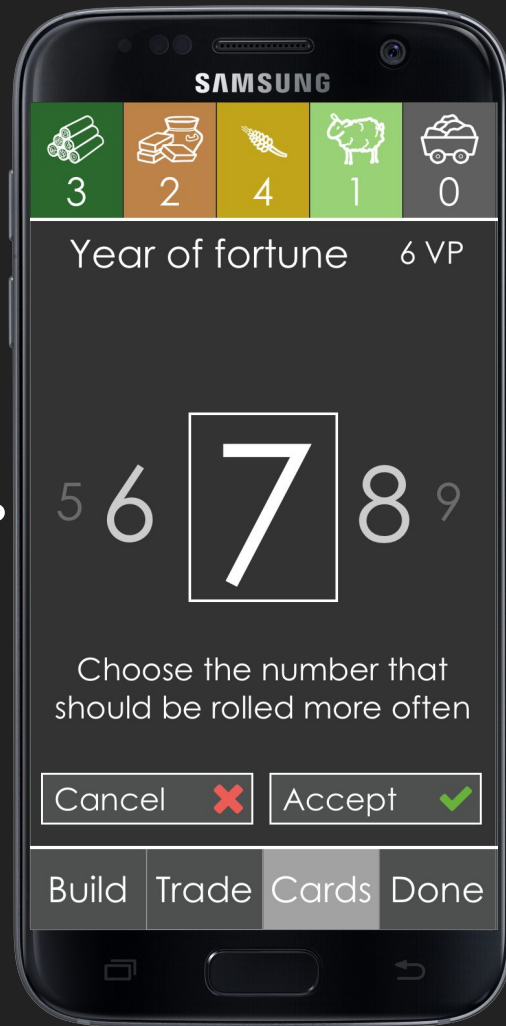 SAMSUNG
3 2 4 1 0
Year of fortune 6 VP
5 6 7 8 9
Choose the number that
should be rolled more often
Cancel Accept
Build Trade Cards Done